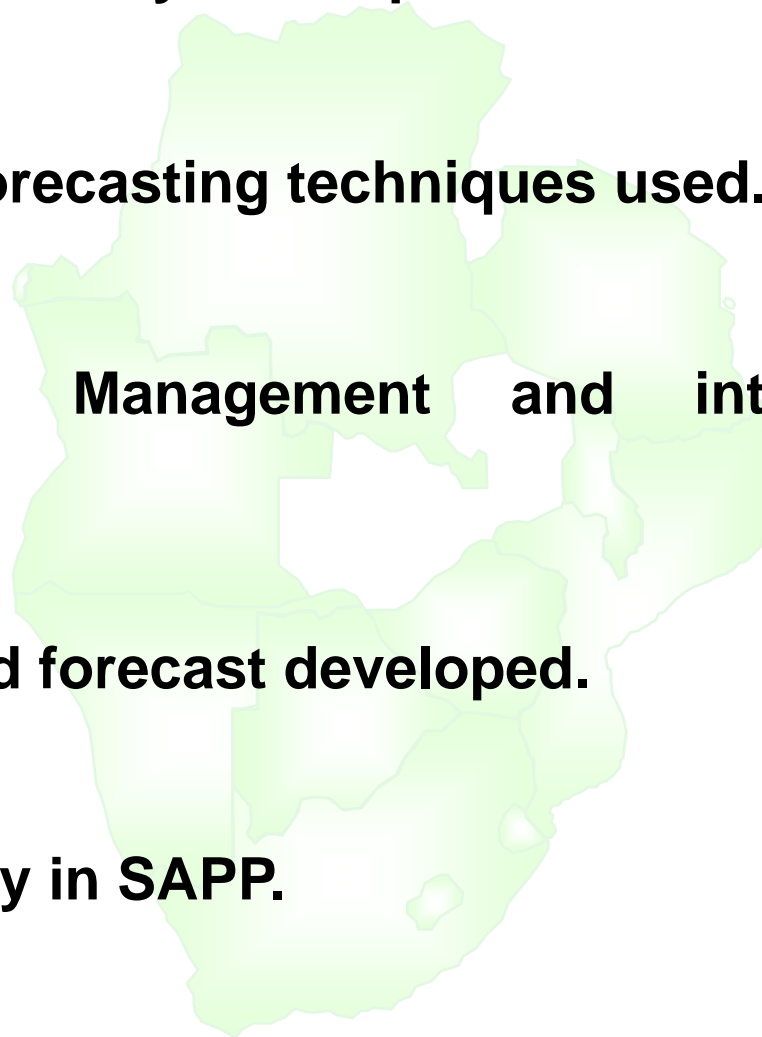 orecasting techniques used.
Management and int
d forecast developed.
y in SAPP.